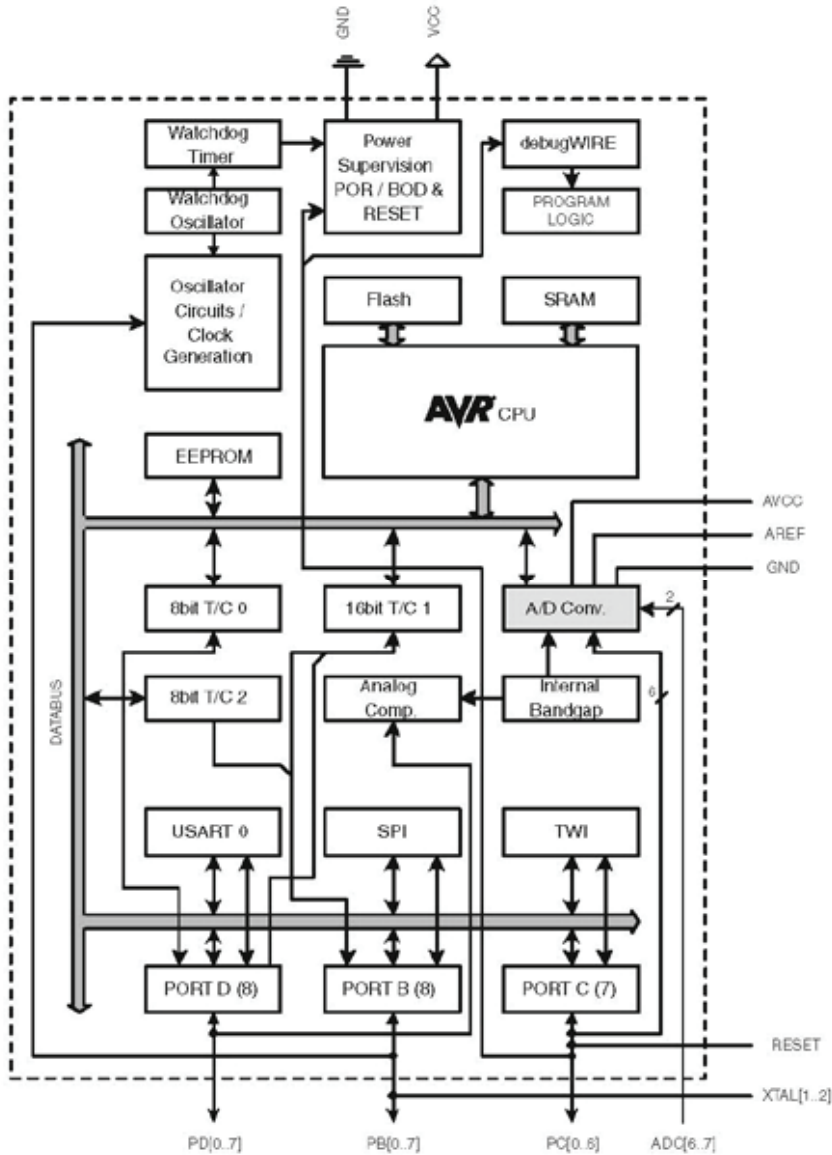 GND
VCC
Watchdog
Timer
Power
Supervision
POR / BOD &
RESET
debugWIRE
Watchdog
Oscillator
PROGRAM
LOGIC
Oscillator
Circuits /
Clock
Generation
Flash
SRAM
AVR CPU
EEPROM
AVCC
AREF
GND
8bit T/C 0
16bit T/C 1
A/D Conv.
2
DATABUS
8bit T/C 2
Analog
Comp.
Internal
Bandgap
6
USART 0
SPI
TWI
PORT D (8)
PORT B (8)
PORT C (7)
RESET
XTAL[1..2]
PD[0..7]
PB[0..7]
PC[0..6]
ADC[6..7]